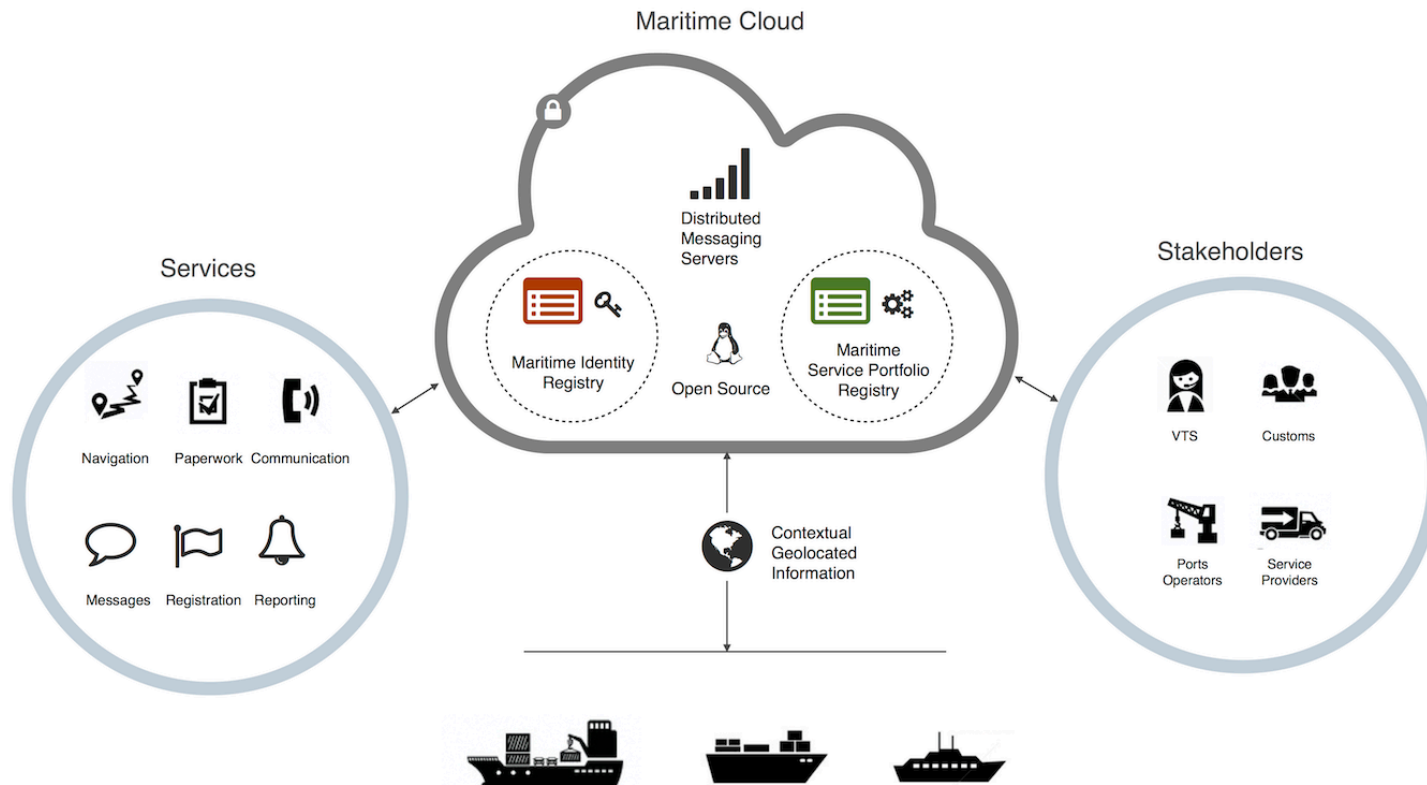 Maritime Cloud
Distributed
Messaging
Servers
Services
Stakeholders
Maritime Identity
Registry
Open Source
Maritime
Service Portfolio
Registry
Navigation
Paperwork
Communication
VTS
Customs
Messages
Registration
Reporting
Contextual
Geolocated
Information
Ports
Operators
Service
Providers